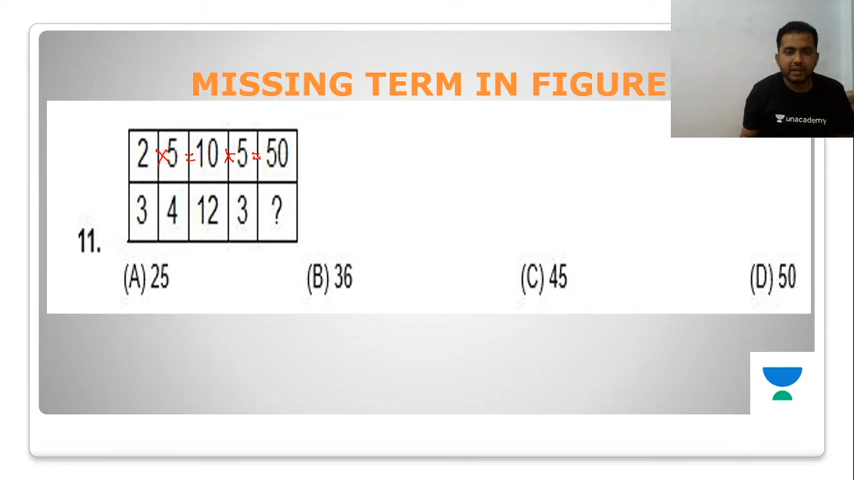 MISSING TERM IN FIGURE
unacademy
2 × 5 = 10 × 5 = 50
3 4 12 3 ?
11.
(A) 25 (B) 36 (C) 45 (D) 50